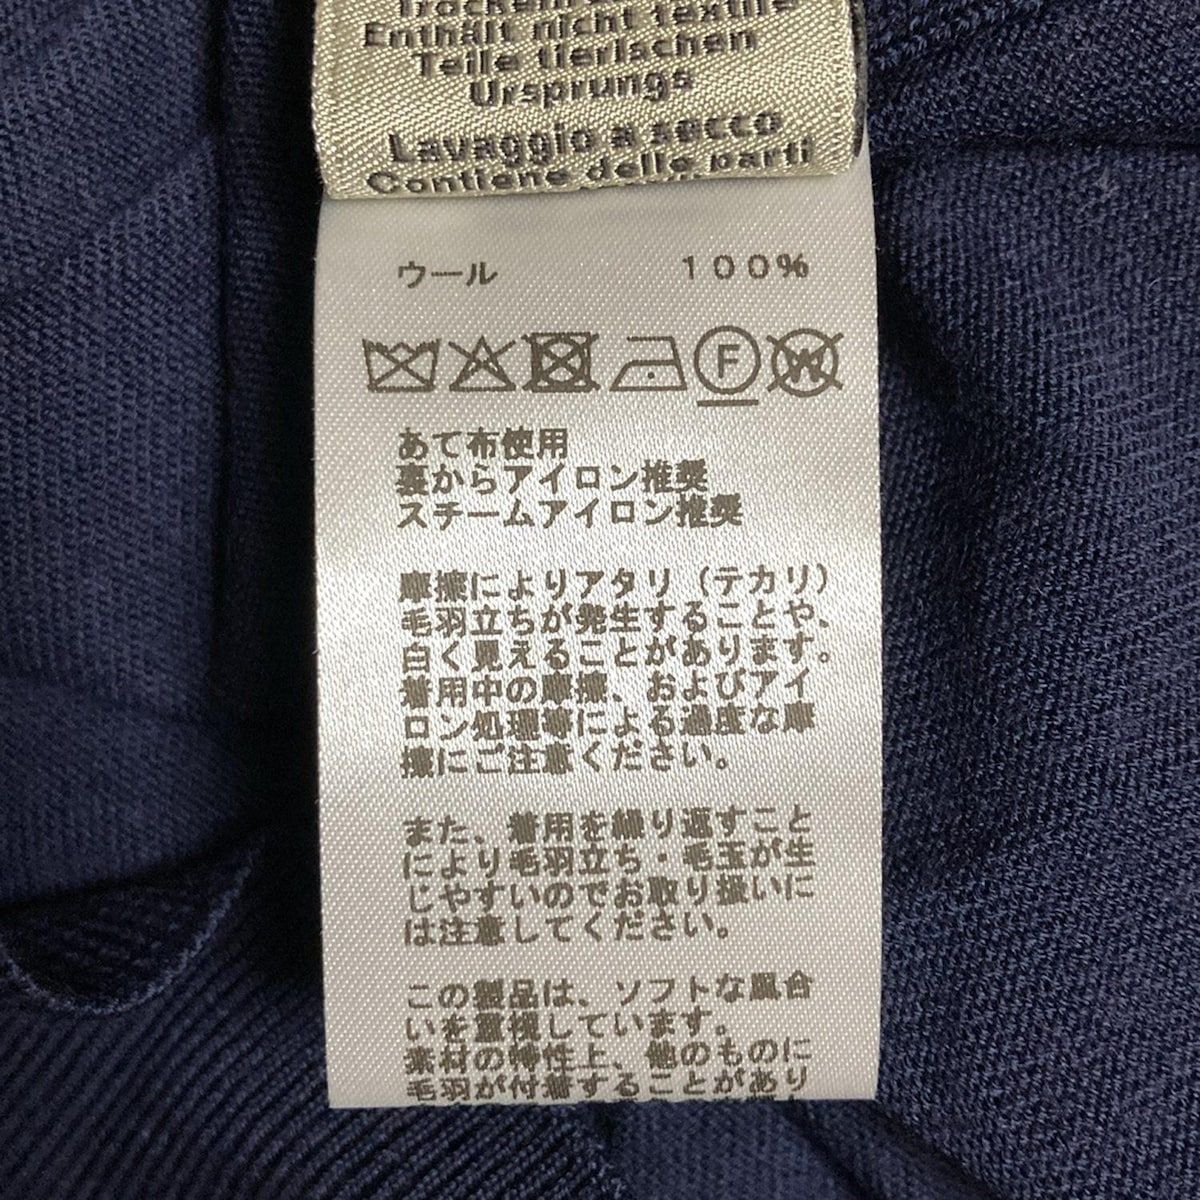 Trocken
Enthält nicht textile
Teile tierischen
Ursprungs
Lavaggio a secco
Contiene delle parti
ウール 100%
F W
あて布使用
裏からアイロン推奨
スチームアイロン推奨
摩擦によりアタリ(テカリ)
毛羽立ちが発生することや、
白く見えることがあります。
着用中の摩擦、およびアイ
ロン処理等による過度な摩
擦にご注意ください。
また、着用を繰り返すこと
により毛羽立ち・毛玉が生
じやすいのでお取り扱いに
は注意してください。
この製品は、ソフトな風合
いを重視しています。
素材の特性上、他のものに
毛羽が付着することがあり